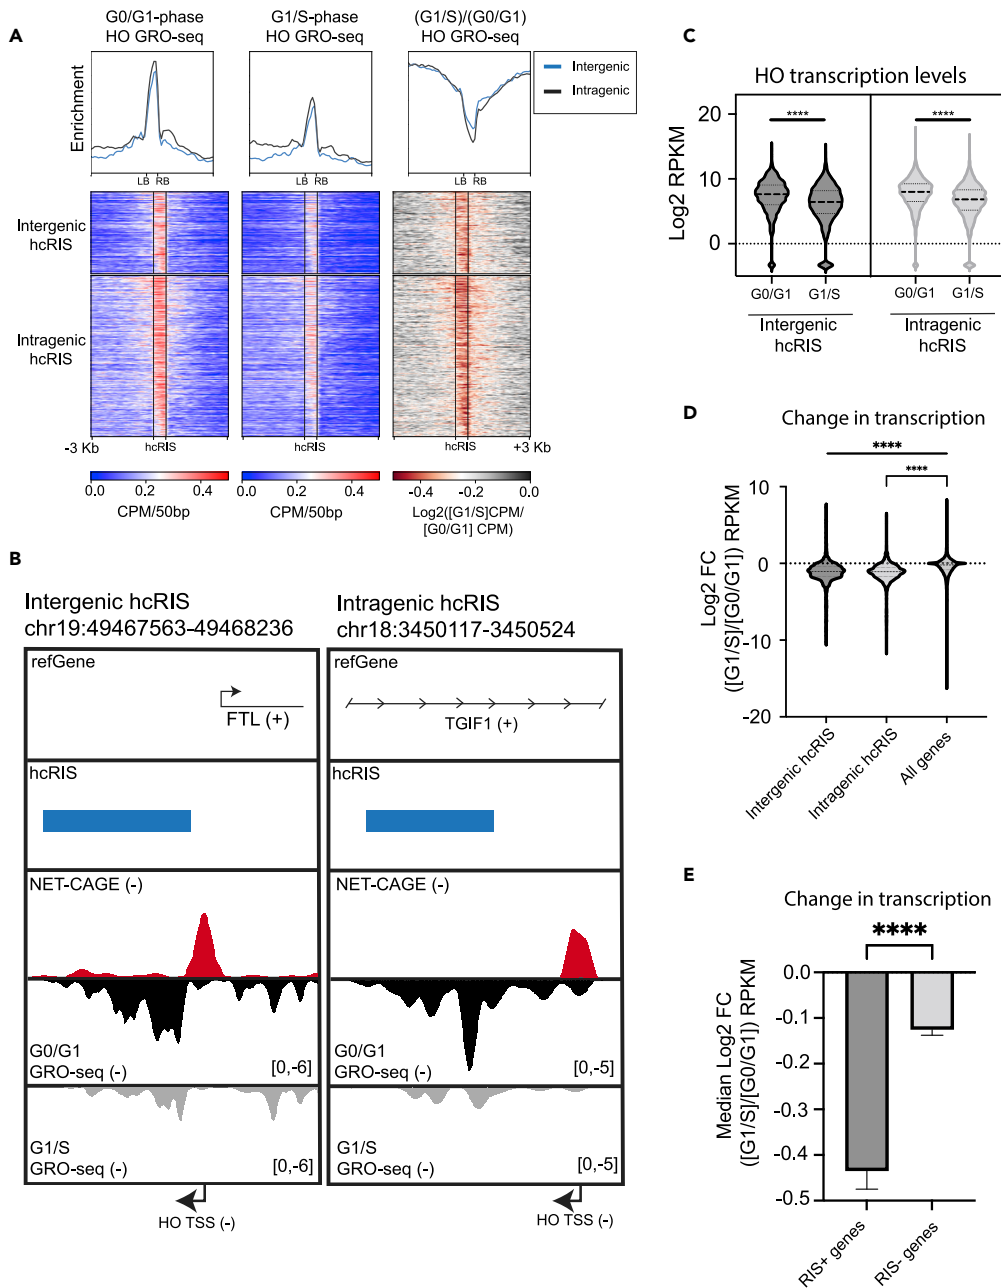 A
G0/G1-phase
HO GRO-seq
G1/S-phase
HO GRO-seq
(G1/S)/(G0/G1)
HO GRO-seq
Intergenic
Intragenic
Enrichment
LB RB
LB RB
LB RB
Intergenic
hcRIS
Intragenic
hcRIS
-3 Kb
hcRIS
hcRIS
hcRIS
+3 Kb
0.0 0.2 0.4
CPM/50bp
0.0 0.2 0.4
CPM/50bp
-0.4 -0.2 0.0
Log2([G1/S]CPM/
[G0/G1] CPM)
B
Intergenic hcRIS
chr19:49467563-49468236
Intragenic hcRIS
chr18:3450117-3450524
refGene
FTL (+)
refGene
TGIF1 (+)
hcRIS
hcRIS
NET-CAGE (-)
NET-CAGE (-)
G0/G1
GRO-seq (-)
[0,-6]
G0/G1
GRO-seq (-)
[0,-5]
G1/S
GRO-seq (-)
[0,-6]
G1/S
GRO-seq (-)
[0,-5]
HO TSS (-)
HO TSS (-)
C
HO transcription levels
Log2 RPKM
20
10
0
****
****
G0/G1
G1/S
G0/G1
G1/S
Intergenic
hcRIS
Intragenic
hcRIS
D
Change in transcription
****
****
Log2 FC
([G1/S]/[G0/G1]) RPKM
10
0
-10
-20
Intergenic hcRIS
Intragenic hcRIS
All genes
E
Change in transcription
****
Median Log2 FC
([G1/S]/[G0/G1]) RPKM
0.0
-0.1
-0.2
-0.3
-0.4
-0.5
RIS+ genes
RIS- genes